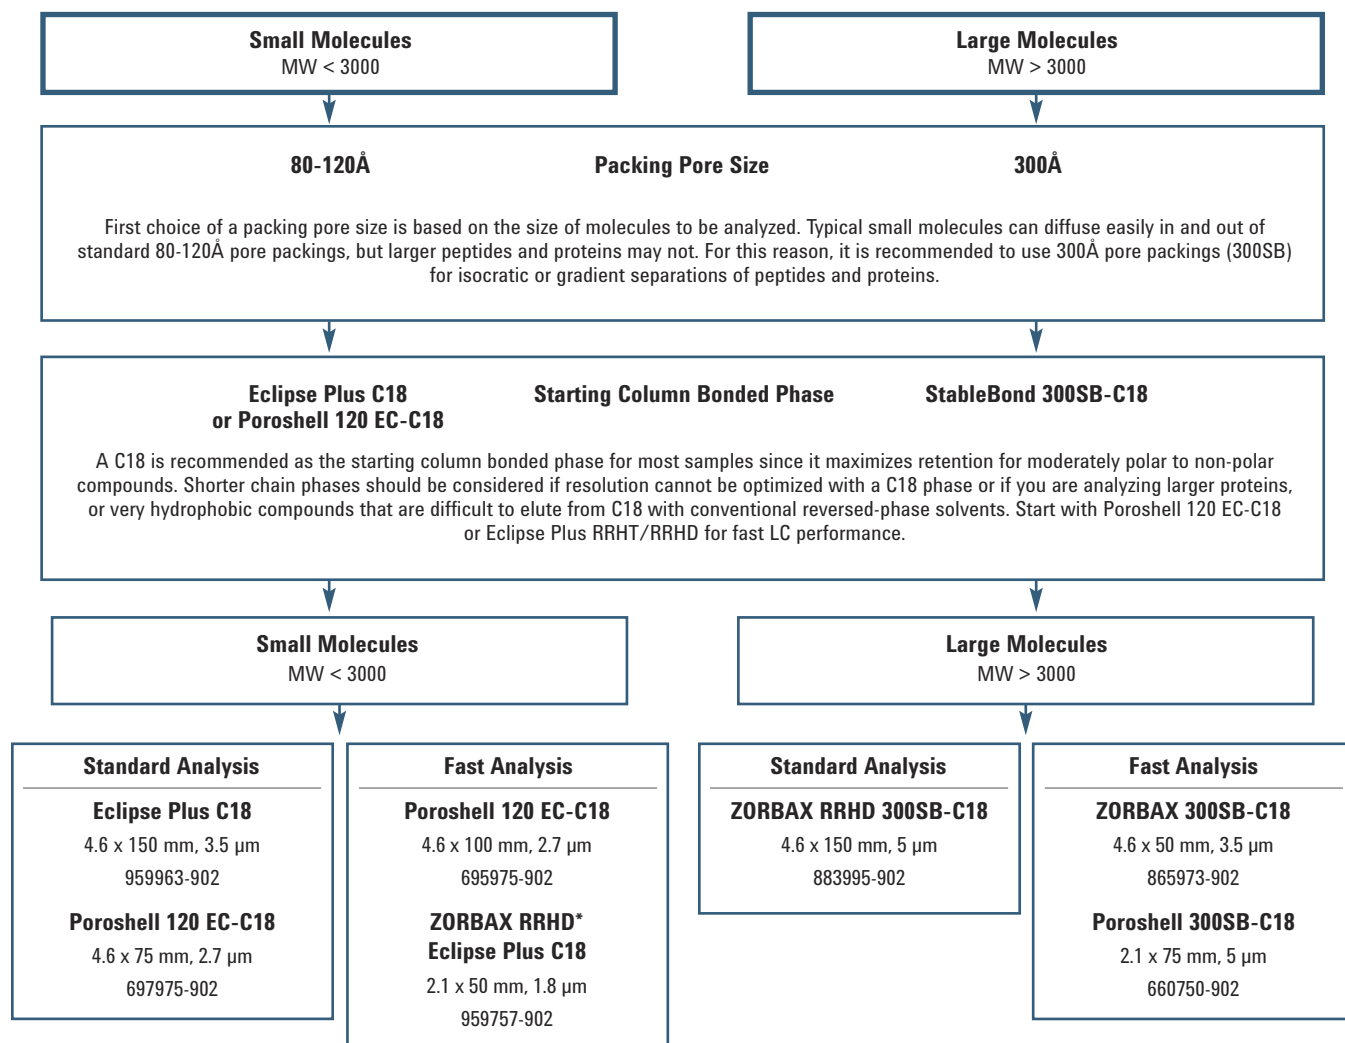 Small Molecules
MW < 3000
Large Molecules
MW > 3000
80-120Å
Packing Pore Size
300Å
First choice of a packing pore size is based on the size of molecules to be analyzed. Typical small molecules can diffuse easily in and out of
standard 80-120Å pore packings, but larger peptides and proteins may not. For this reason, it is recommended to use 300Å pore packings (300SB)
for isocratic or gradient separations of peptides and proteins.
Eclipse Plus C18
or Poroshell 120 EC-C18
Starting Column Bonded Phase
StableBond 300SB-C18
A C18 is recommended as the starting column bonded phase for most samples since it maximizes retention for moderately polar to non-polar
compounds. Shorter chain phases should be considered if resolution cannot be optimized with a C18 phase or if you are analyzing larger proteins,
or very hydrophobic compounds that are difficult to elute from C18 with conventional reversed-phase solvents. Start with Poroshell 120 EC-C18
or Eclipse Plus RRHT/RRHD for fast LC performance.
Small Molecules
MW < 3000
Large Molecules
MW > 3000
Standard Analysis
Eclipse Plus C18
4.6 x 150 mm, 3.5 µm
959963-902
Poroshell 120 EC-C18
4.6 x 75 mm, 2.7 µm
697975-902
Fast Analysis
Poroshell 120 EC-C18
4.6 x 100 mm, 2.7 µm
695975-902
ZORBAX RRHD*
Eclipse Plus C18
2.1 x 50 mm, 1.8 µm
959757-902
Standard Analysis
ZORBAX RRHD 300SB-C18
4.6 x 150 mm, 5 µm
883995-902
Fast Analysis
ZORBAX 300SB-C18
4.6 x 50 mm, 3.5 µm
865973-902
Poroshell 300SB-C18
2.1 x 75 mm, 5 µm
660750-902